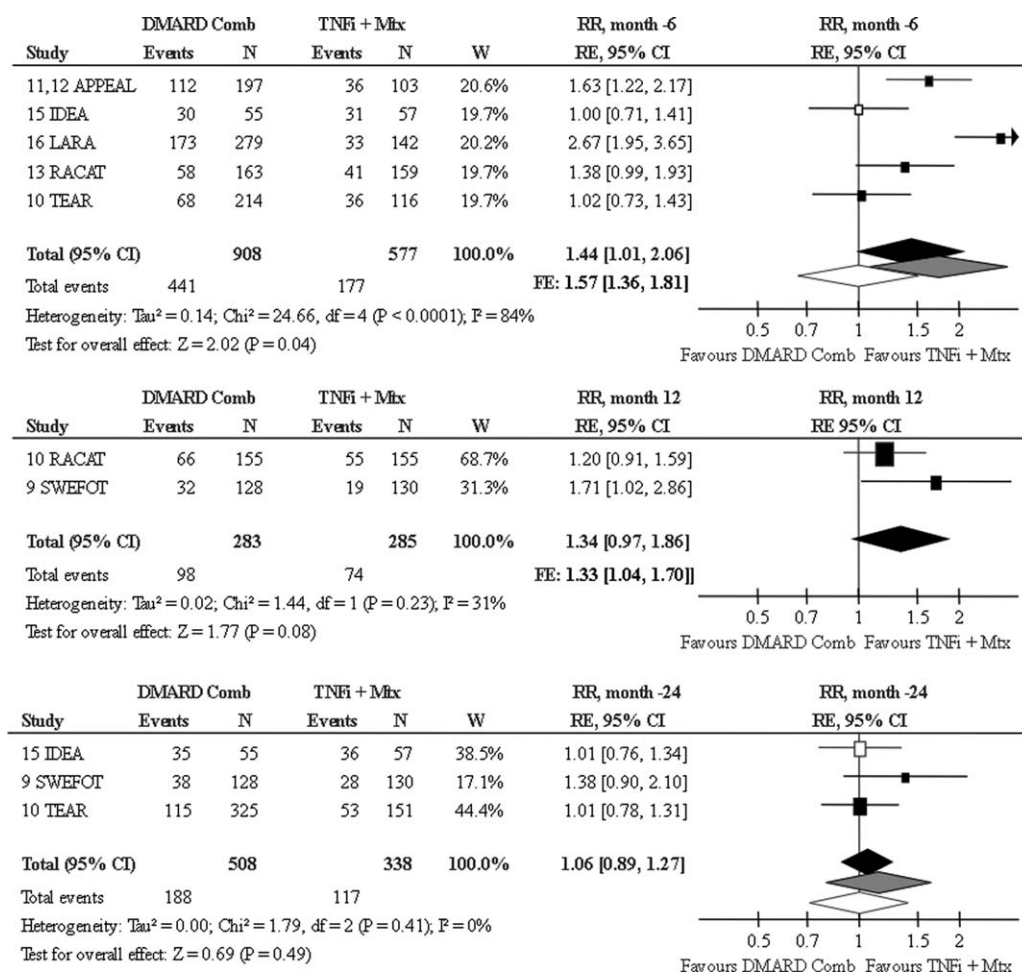 DMARD Comb TNFi + Mtx RR, month -6 RR, month -6
Study Events N Events N W RE, 95% CI RE, 95% CI
11,12 APPEAL 112 197 36 103 20.6% 1.63 [1.22, 2.17]
15 IDEA 30 55 31 57 19.7% 1.00 [0.71, 1.41]
16 LARA 173 279 33 142 20.2% 2.67 [1.95, 3.65]
13 RACAT 58 163 41 159 19.7% 1.38 [0.99, 1.93]
10 TEAR 68 214 36 116 19.7% 1.02 [0.73, 1.43]
Total (95% CI) 908 577 100.0% 1.44 [1.01, 2.06]
Total events 441 177 FE: 1.57 [1.36, 1.81]
Heterogeneity: Tau² = 0.14; Chi² = 24.66, df = 4 (P < 0.0001); I² = 84%
Test for overall effect: Z = 2.02 (P = 0.04)
0.5 0.7 1 1.5 2
Favours DMARD Comb Favours TNFi + Mtx
DMARD Comb TNFi + Mtx RR, month 12 RR, month 12
Study Events N Events N W RE, 95% CI RE 95% CI
10 RACAT 66 155 55 155 68.7% 1.20 [0.91, 1.59]
9 SWEFOT 32 128 19 130 31.3% 1.71 [1.02, 2.86]
Total (95% CI) 283 285 100.0% 1.34 [0.97, 1.86]
Total events 98 74 FE: 1.33 [1.04, 1.70]]
Heterogeneity: Tau² = 0.02; Chi² = 1.44, df = 1 (P = 0.23); I² = 31%
Test for overall effect: Z = 1.77 (P = 0.08)
0.5 0.7 1 1.5 2
Favours DMARD Comb Favours TNFi + Mtx
DMARD Comb TNFi + Mtx RR, month -24 RR, month -24
Study Events N Events N W RE, 95% CI RE, 95% CI
15 IDEA 35 55 36 57 38.5% 1.01 [0.76, 1.34]
9 SWEFOT 38 128 28 130 17.1% 1.38 [0.90, 2.10]
10 TEAR 115 325 53 151 44.4% 1.01 [0.78, 1.31]
Total (95% CI) 508 338 100.0% 1.06 [0.89, 1.27]
Total events 188 117
Heterogeneity: Tau² = 0.00; Chi² = 1.79, df = 2 (P = 0.41); I² = 0%
Test for overall effect: Z = 0.69 (P = 0.49)
0.5 0.7 1 1.5 2
Favours DMARD Comb Favours TNFi + Mtx